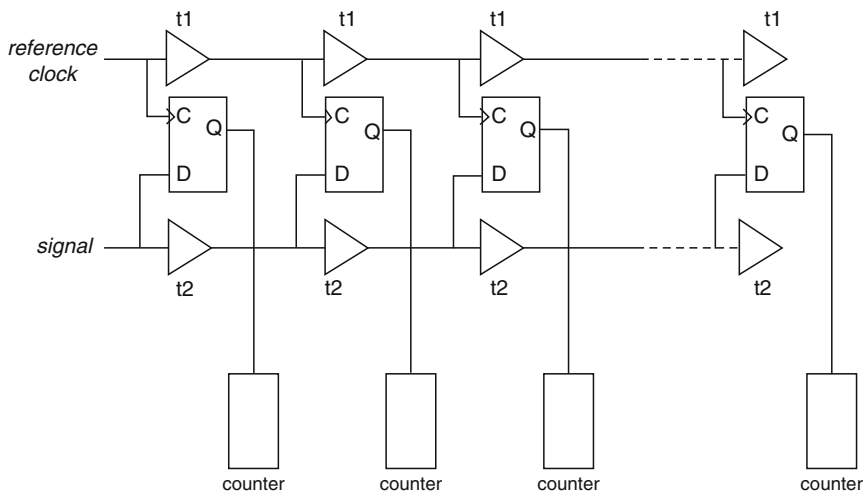 t1 t1 t1 t1
reference
clock
C C C C
Q Q Q Q
D D D D
signal
t2 t2 t2 t2
counter counter counter counter